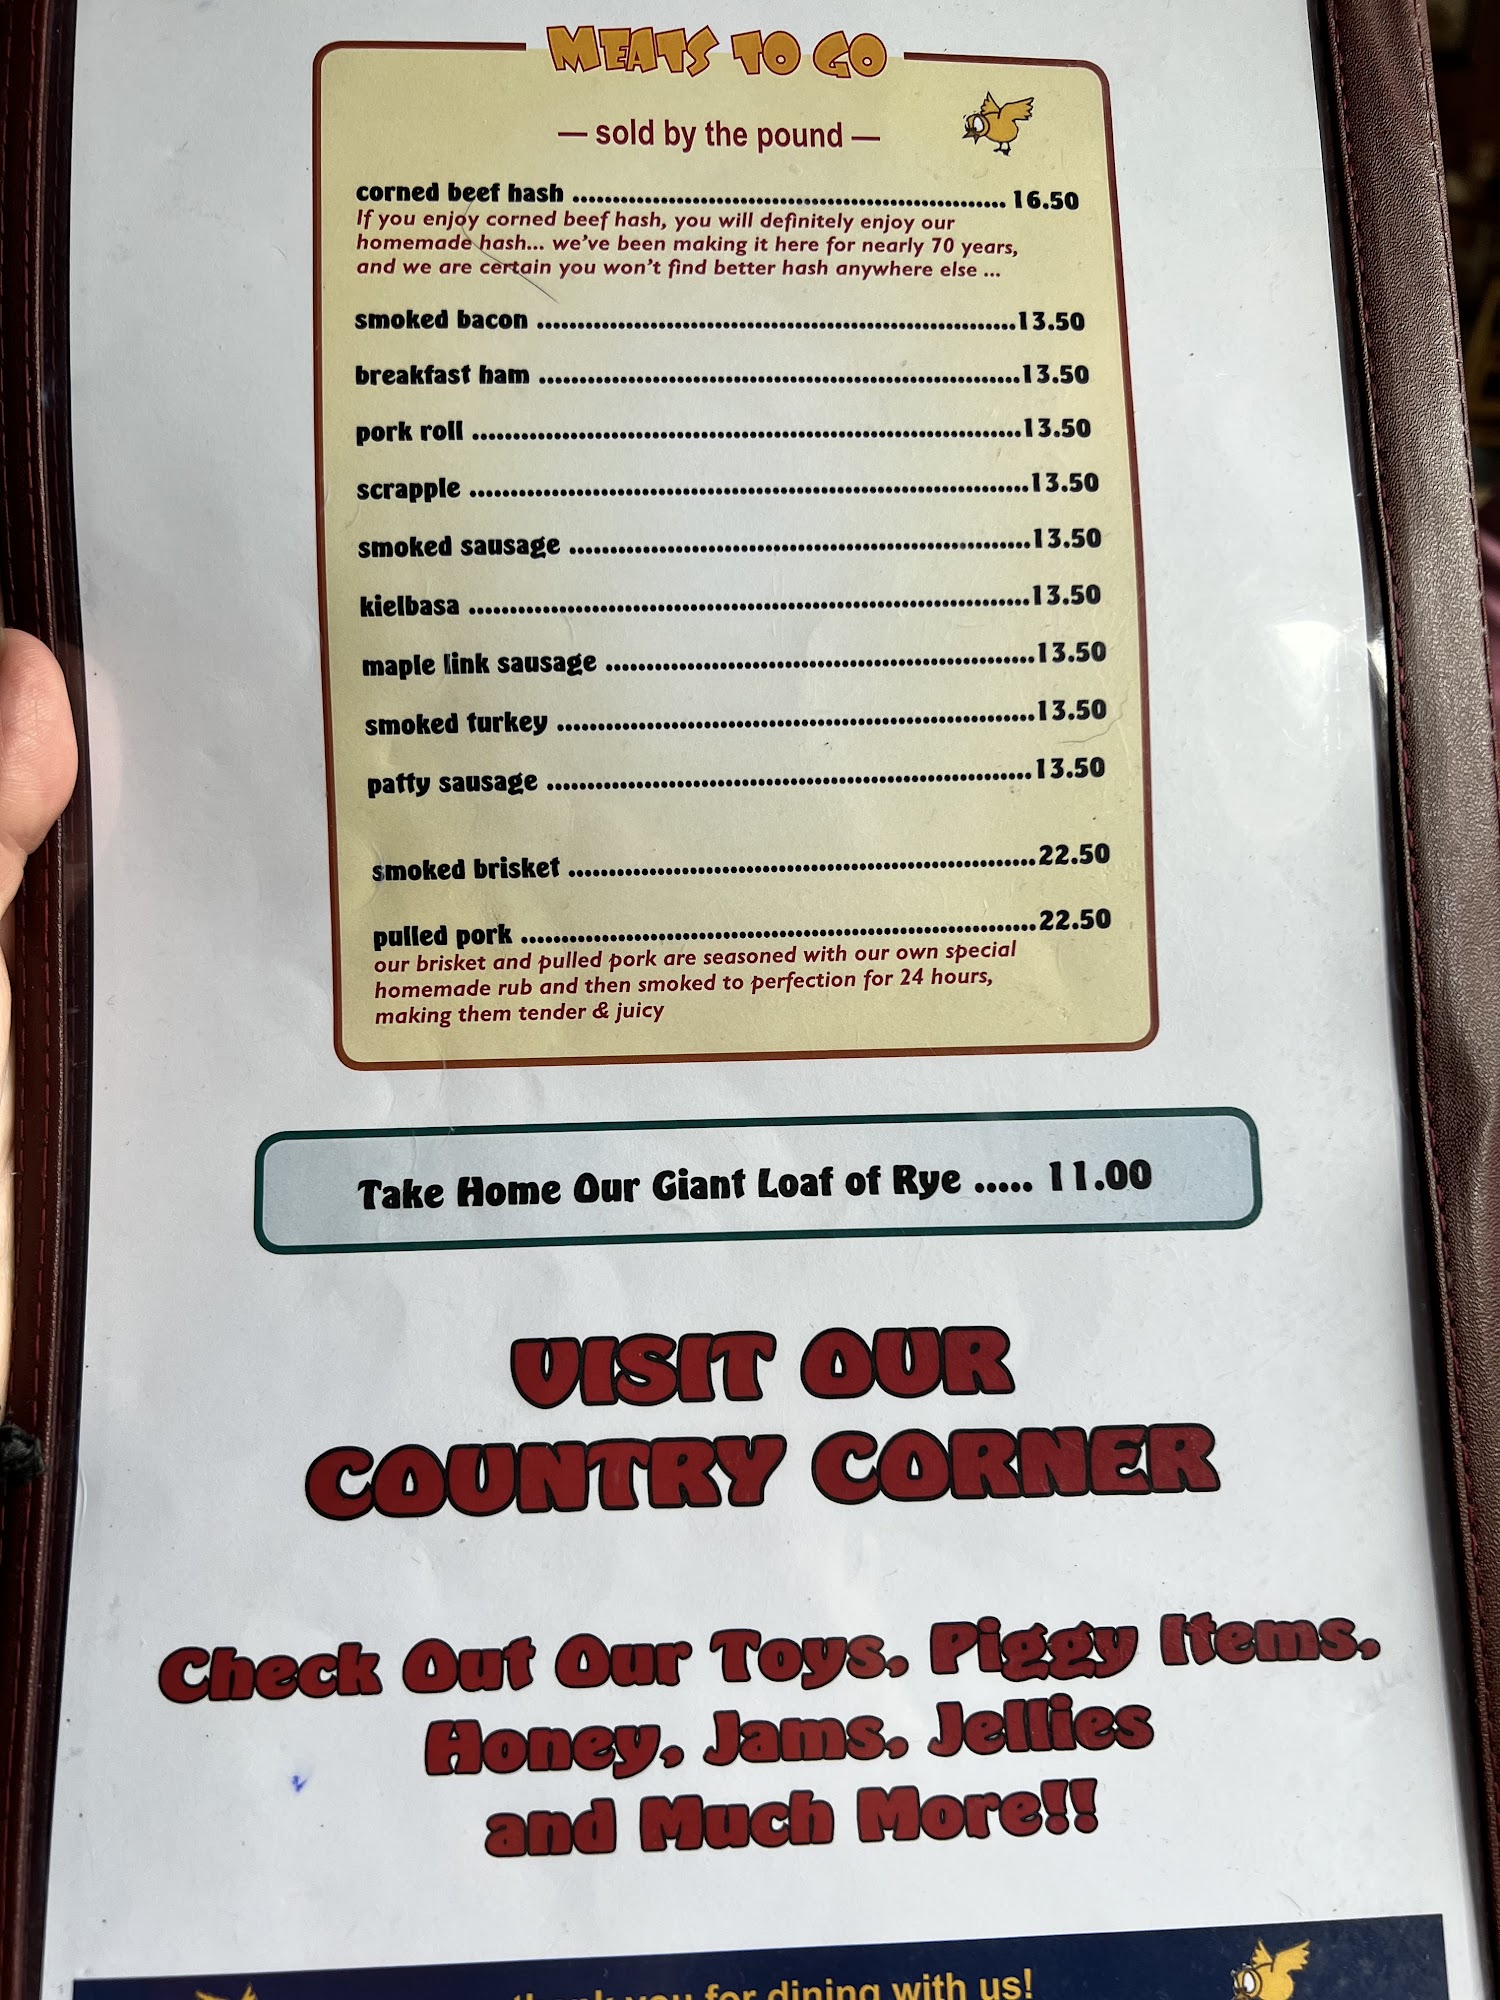 MEATS TO GO
— sold by the pound —
corned beef hash ........................................................ 16.50
If you enjoy corned beef hash, you will definitely enjoy our
homemade hash... we've been making it here for nearly 70 years,
and we are certain you won't find better hash anywhere else ...
smoked bacon ............................................................13.50
breakfast ham ............................................................13.50
pork roll ....................................................................13.50
scrapple .....................................................................13.50
smoked sausage .........................................................13.50
kielbasa .....................................................................13.50
maple link sausage .....................................................13.50
smoked turkey ............................................................13.50
patty sausage ............................................................13.50
smoked brisket ..........................................................22.50
pulled pork ................................................................22.50
our brisket and pulled pork are seasoned with our own special
homemade rub and then smoked to perfection for 24 hours,
making them tender & juicy
Take Home Our Giant Loaf of Rye ..... 11.00
VISIT OUR
COUNTRY CORNER
Check Out Our Toys, Piggy Items,
Honey, Jams, Jellies
and Much More!!
thank you for dining with us!